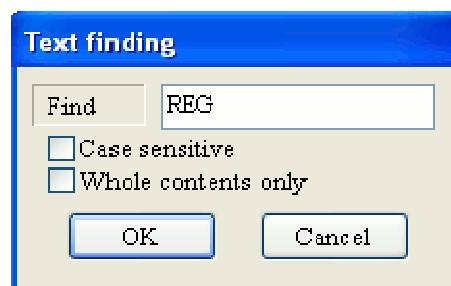 Text finding
Find REG
Case sensitive
Whole contents only
OK Cancel